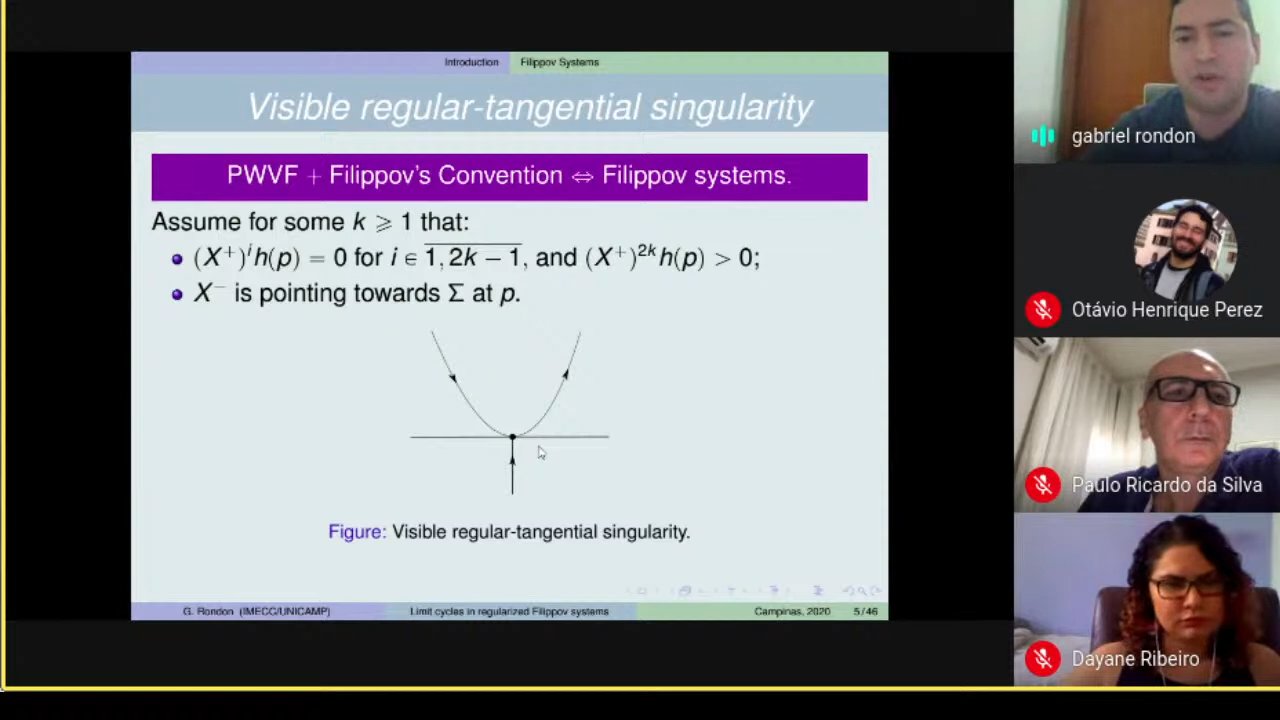 Introduction Filippov Systems
Visible regular-tangential singularity
PWVF + Filippov's Convention ⇔ Filippov systems.
Assume for some k ⩾ 1 that:
(X⁺)ⁱh(p) = 0 for i ∈ 1, 2k − 1, and (X⁺)²ᵏh(p) > 0;
X⁻ is pointing towards Σ at p.
Figure: Visible regular-tangential singularity.
G. Rondon (IMECC/UNICAMP) Limit cycles in regularized Filippov systems Campinas, 2020 5/46
gabriel rondon
Otávio Henrique Perez
Paulo Ricardo da Silva
Dayane Ribeiro